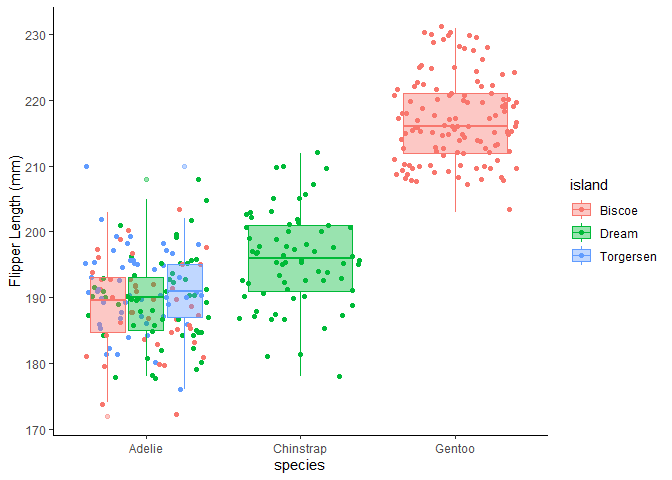 230
220
210
200
190
180
170
Flipper Length (mm)
Adelie
Chinstrap
Gentoo
species
island
Biscoe
Dream
Torgersen